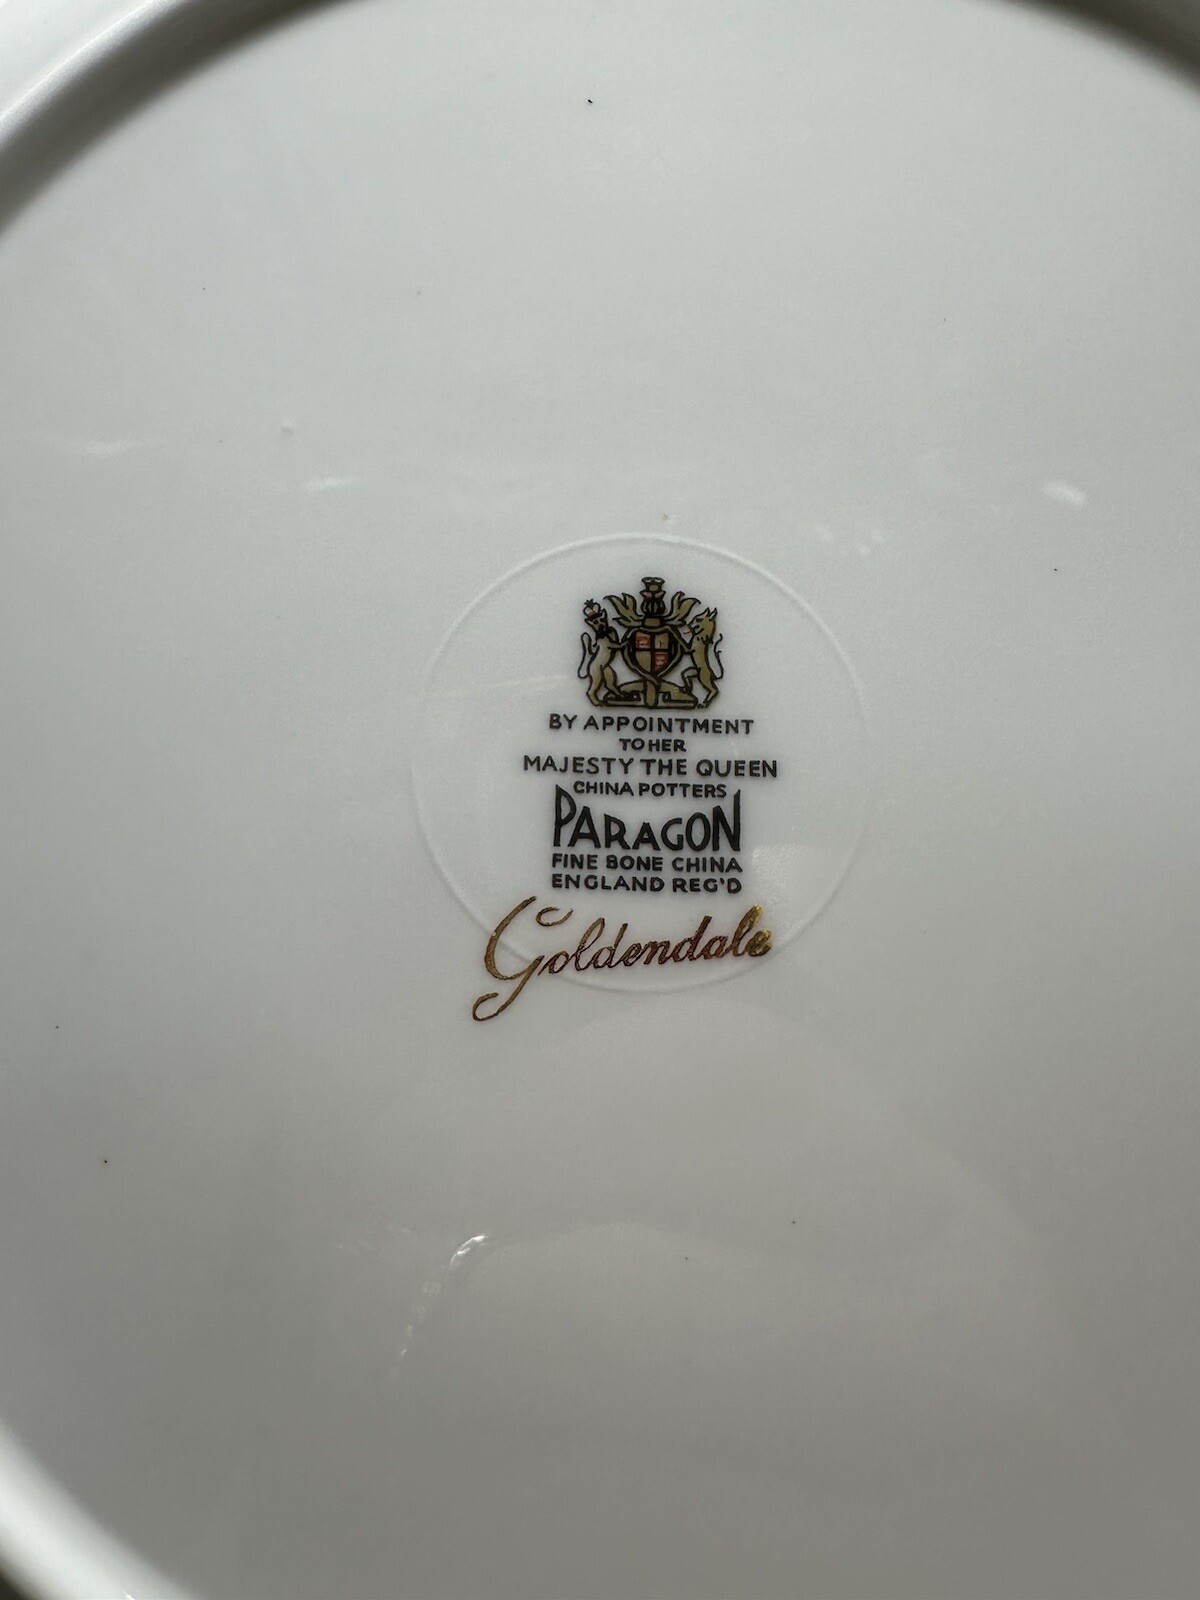 BY APPOINTMENT
TO HER
MAJESTY THE QUEEN
CHINA POTTERS
PARAGON
FINE BONE CHINA
ENGLAND REG'D
Goldendale